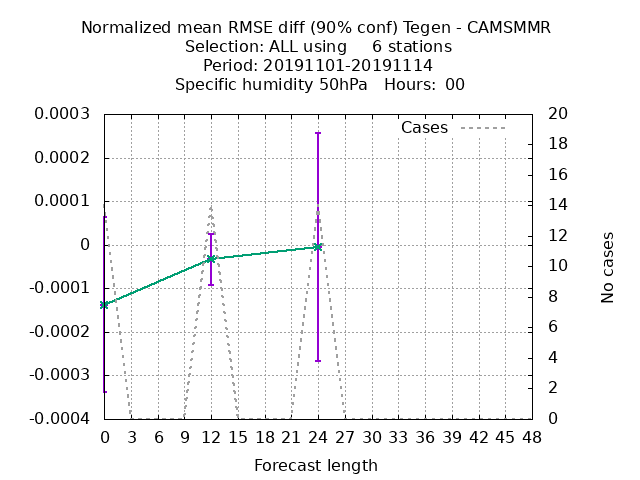 Normalized mean RMSE diff (90% conf) Tegen - CAMSMMR
Selection: ALL using     6 stations
Period: 20191101-20191114
Specific humidity 50hPa   Hours:  00
0.0003
0.0002
0.0001
0
-0.0001
-0.0002
-0.0003
-0.0004
Cases
20
18
16
14
12
10
8
6
4
2
0
No cases
0 3 6 9 12 15 18 21 24 27 30 33 36 39 42 45 48
Forecast length